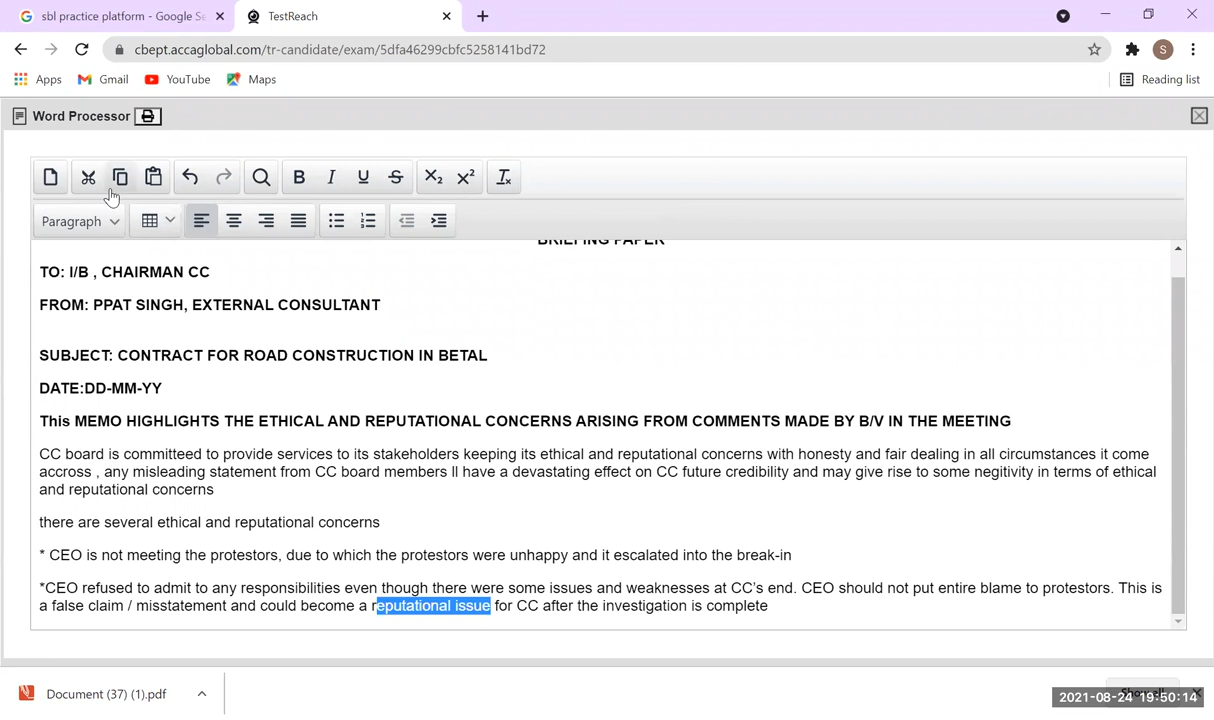 sbl practice platform - Google Se
TestReach
cbept.accaglobal.com/tr-candidate/exam/5dfa46299cbfc5258141bd72
S
Apps
Gmail
YouTube
Maps
Reading list
Word Processor
B I U S X₂ X² Tx
Paragraph
BRIEFING PAPER
TO: I/B , CHAIRMAN CC
FROM: PPAT SINGH, EXTERNAL CONSULTANT
SUBJECT: CONTRACT FOR ROAD CONSTRUCTION IN BETAL
DATE:DD-MM-YY
This MEMO HIGHLIGHTS THE ETHICAL AND REPUTATIONAL CONCERNS ARISING FROM COMMENTS MADE BY B/V IN THE MEETING
CC board is committeed to provide services to its stakeholders keeping its ethical and reputational concerns with honesty and fair dealing in all circumstances it come
accross , any misleading statement from CC board members ll have a devastating effect on CC future credibility and may give rise to some negitivity in terms of ethical
and reputational concerns
there are several ethical and reputational concerns
* CEO is not meeting the protestors, due to which the protestors were unhappy and it escalated into the break-in
*CEO refused to admit to any responsibilities even though there were some issues and weaknesses at CC's end. CEO should not put entire blame to protestors. This is
a false claim / misstatement and could become a reputational issue for CC after the investigation is complete
Document (37) (1).pdf
Show all
2021-08-24 19:50:14